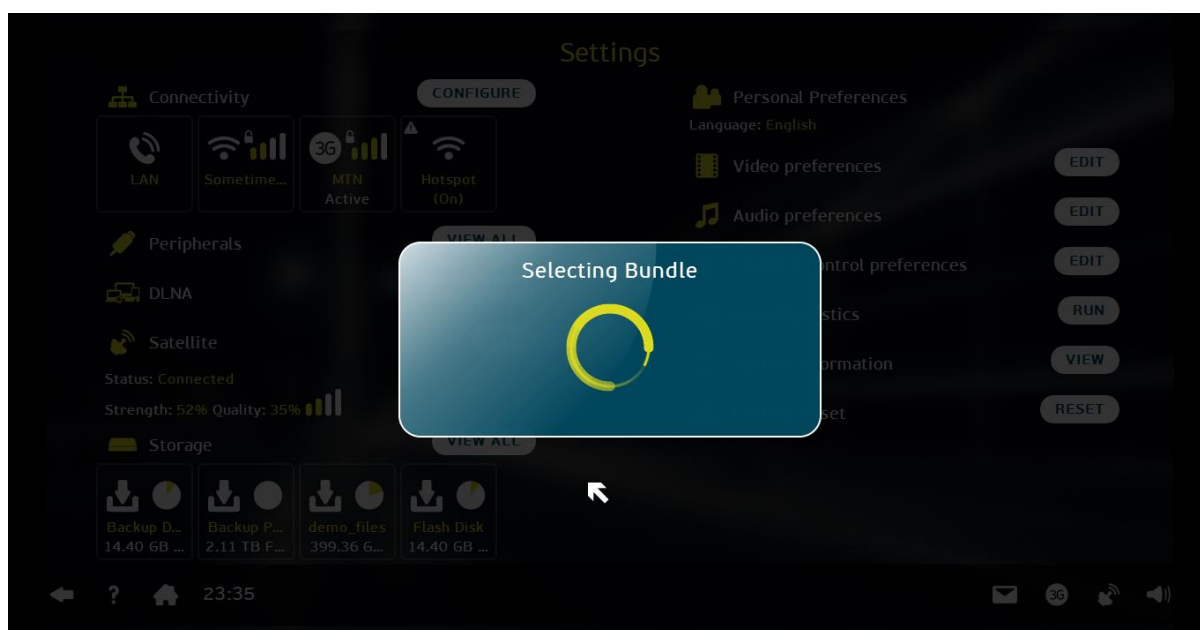 Settings
Connectivity
CONFIGURE
LAN
Sometime...
3G
MTN
Active
Hotspot
(On)
Peripherals
VIEW ALL
DLNA
Satellite
Status: Connected
Strength: 52% Quality: 35%
Storage
VIEW ALL
Backup D...
14.40 GB ...
Backup P...
2.11 TB F...
demo_files
399.36 G...
Flash Disk
14.40 GB ...
Personal Preferences
Language: English
Video preferences
EDIT
Audio preferences
EDIT
ntrol preferences
EDIT
stics
RUN
ormation
VIEW
set
RESET
Selecting Bundle
?
23:35
3G